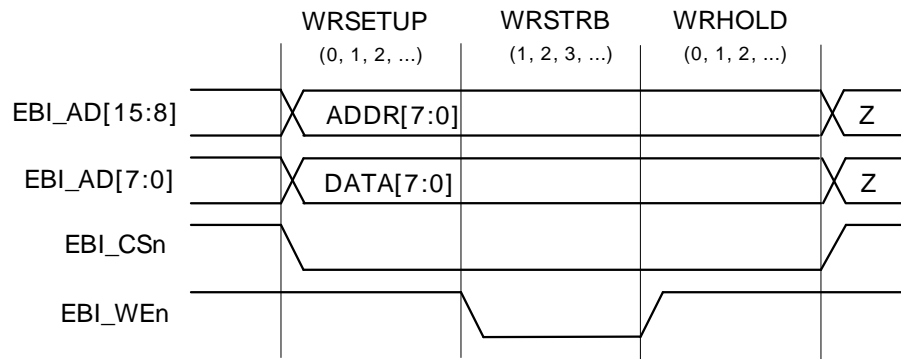 WRSETUP WRSTRB WRHOLD
(0, 1, 2, ...) (1, 2, 3, ...) (0, 1, 2, ...)
EBI_AD[15:8] ADDR[7:0] Z
EBI_AD[7:0] DATA[7:0] Z
EBI_CSn
EBI_WEn